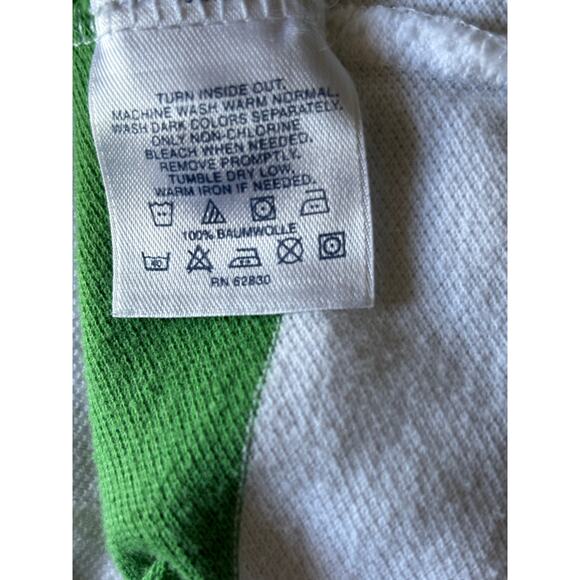 TURN INSIDE OUT.
MACHINE WASH WARM NORMAL.
WASH DARK COLORS SEPARATELY.
ONLY NON-CHLORINE
BLEACH WHEN NEEDED.
REMOVE PROMPTLY.
TUMBLE DRY LOW.
WARM IRON IF NEEDED.
100% BAUMWOLLE
RN 62830